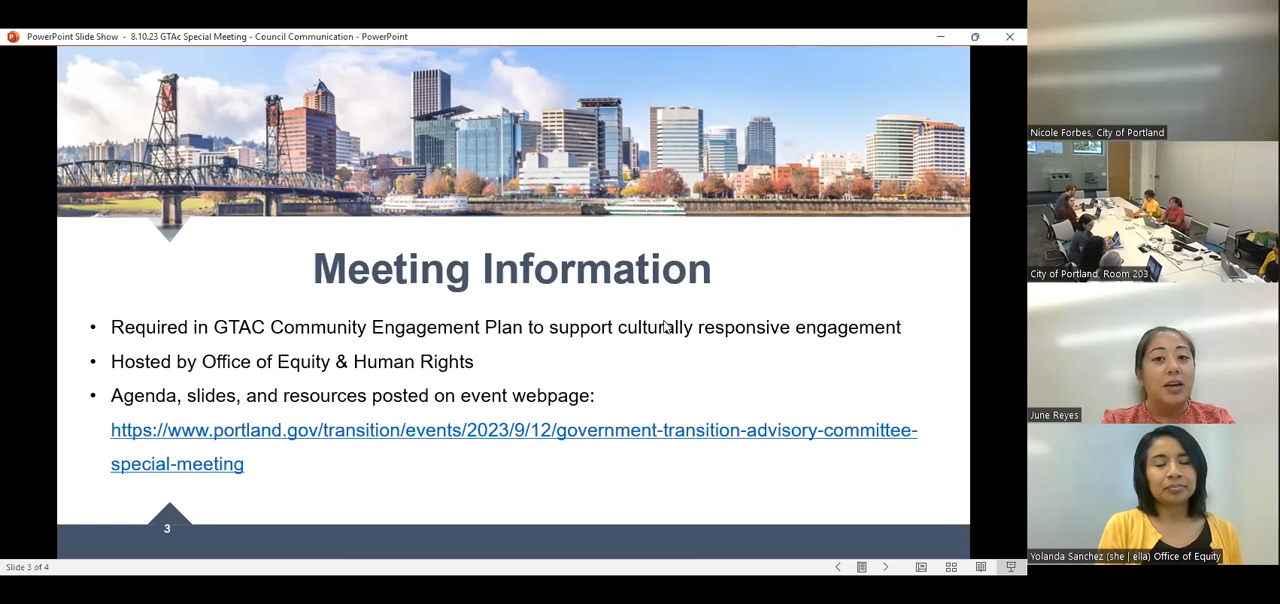 PowerPoint Slide Show - 8.10.23 GTAc Special Meeting - Council Communication - PowerPoint
Meeting Information
• Required in GTAC Community Engagement Plan to support culturally responsive engagement
• Hosted by Office of Equity & Human Rights
• Agenda, slides, and resources posted on event webpage:
https://www.portland.gov/transition/events/2023/9/12/government-transition-advisory-committee-
special-meeting
3
Slide 3 of 4
Nicole Forbes, City of Portland
City of Portland, Room 203
June Reyes
Yolanda Sanchez (she | ella) Office of Equity